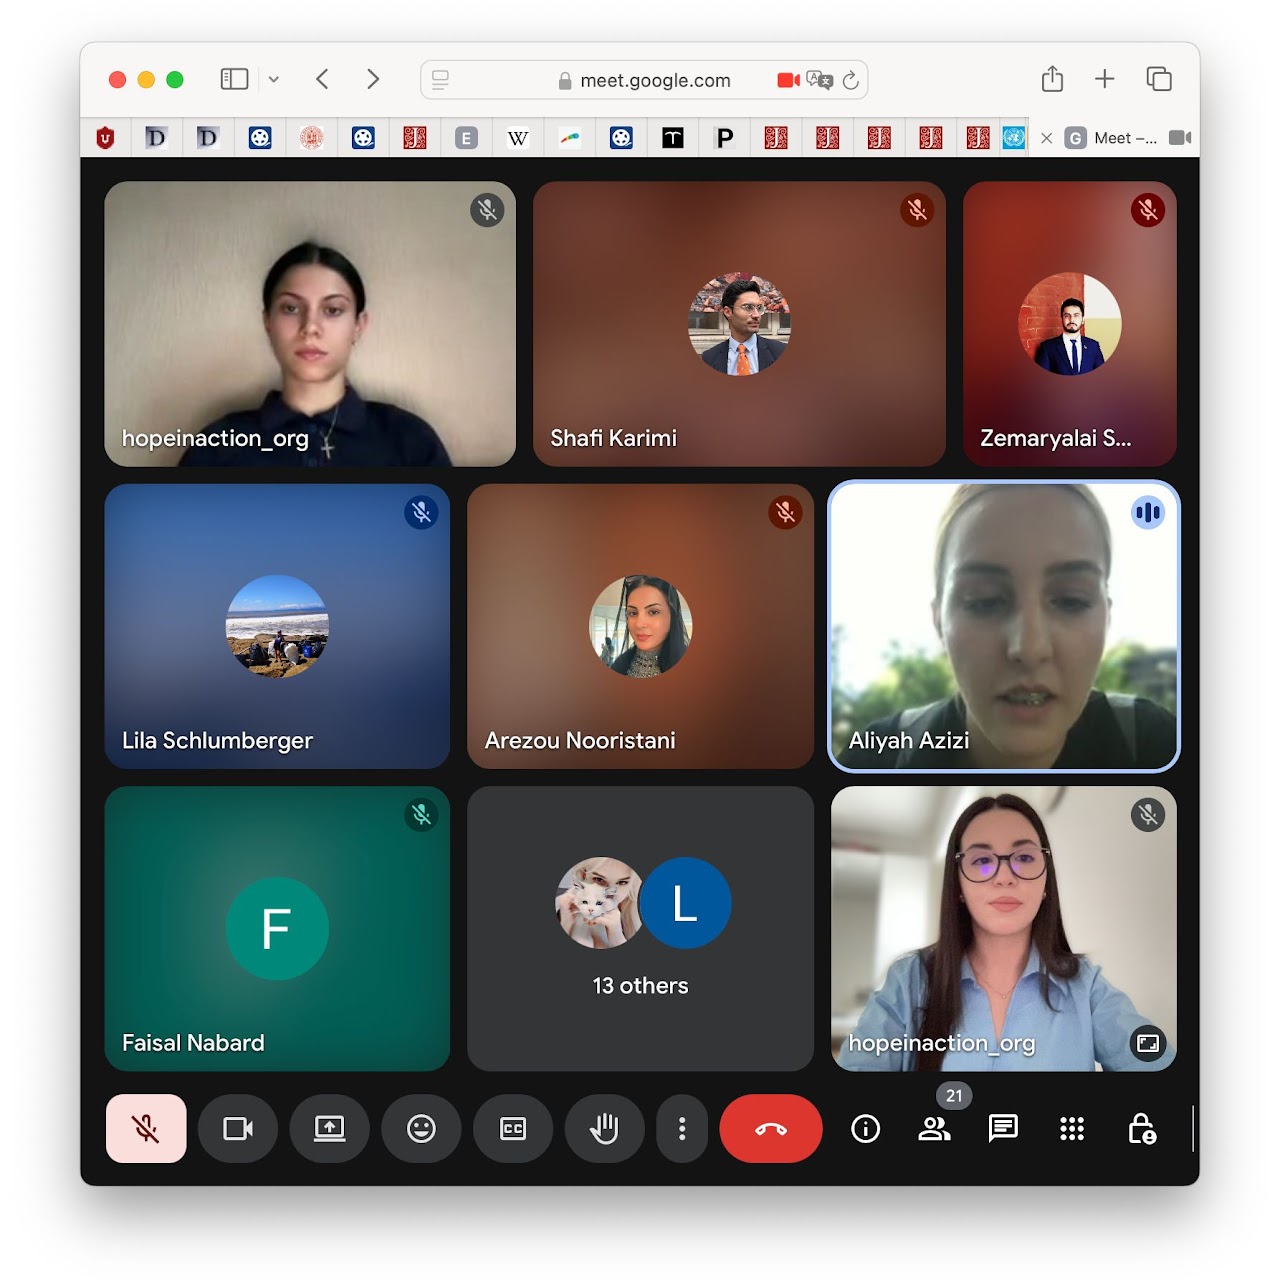 meet.google.com
D
D
E
W
T
P
G Meet –...
hopeinaction_org
Shafi Karimi
Zemaryalai S...
Lila Schlumberger
Arezou Nooristani
Aliyah Azizi
F
Faisal Nabard
L
13 others
hopeinaction_org
21
CC